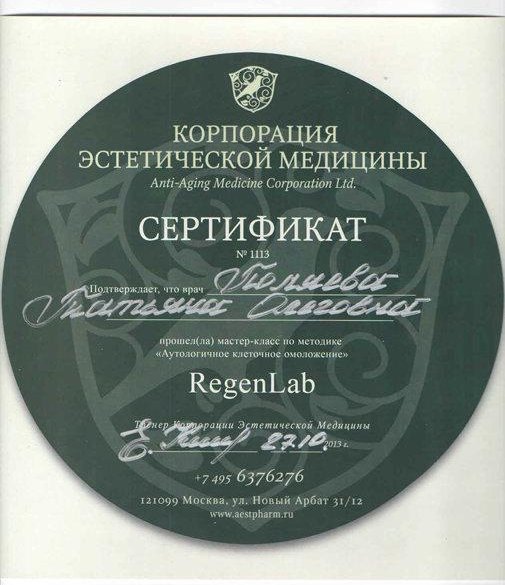 КОРПОРАЦИЯ
ЭСТЕТИЧЕСКОЙ МЕДИЦИНЫ
Anti-Aging Medicine Corporation Ltd.
СЕРТИФИКАТ
№ 1113
Подтверждает, что врач
Татьяна Олеговна
прошел(ла) мастер-класс по методике
«Аутологичное клеточное омоложение»
RegenLab
Тренер Корпорации Эстетической Медицины
27.10. 2013 г.
+7 495 6376276
121099 Москва, ул. Новый Арбат 31/12
www.aestpharm.ru